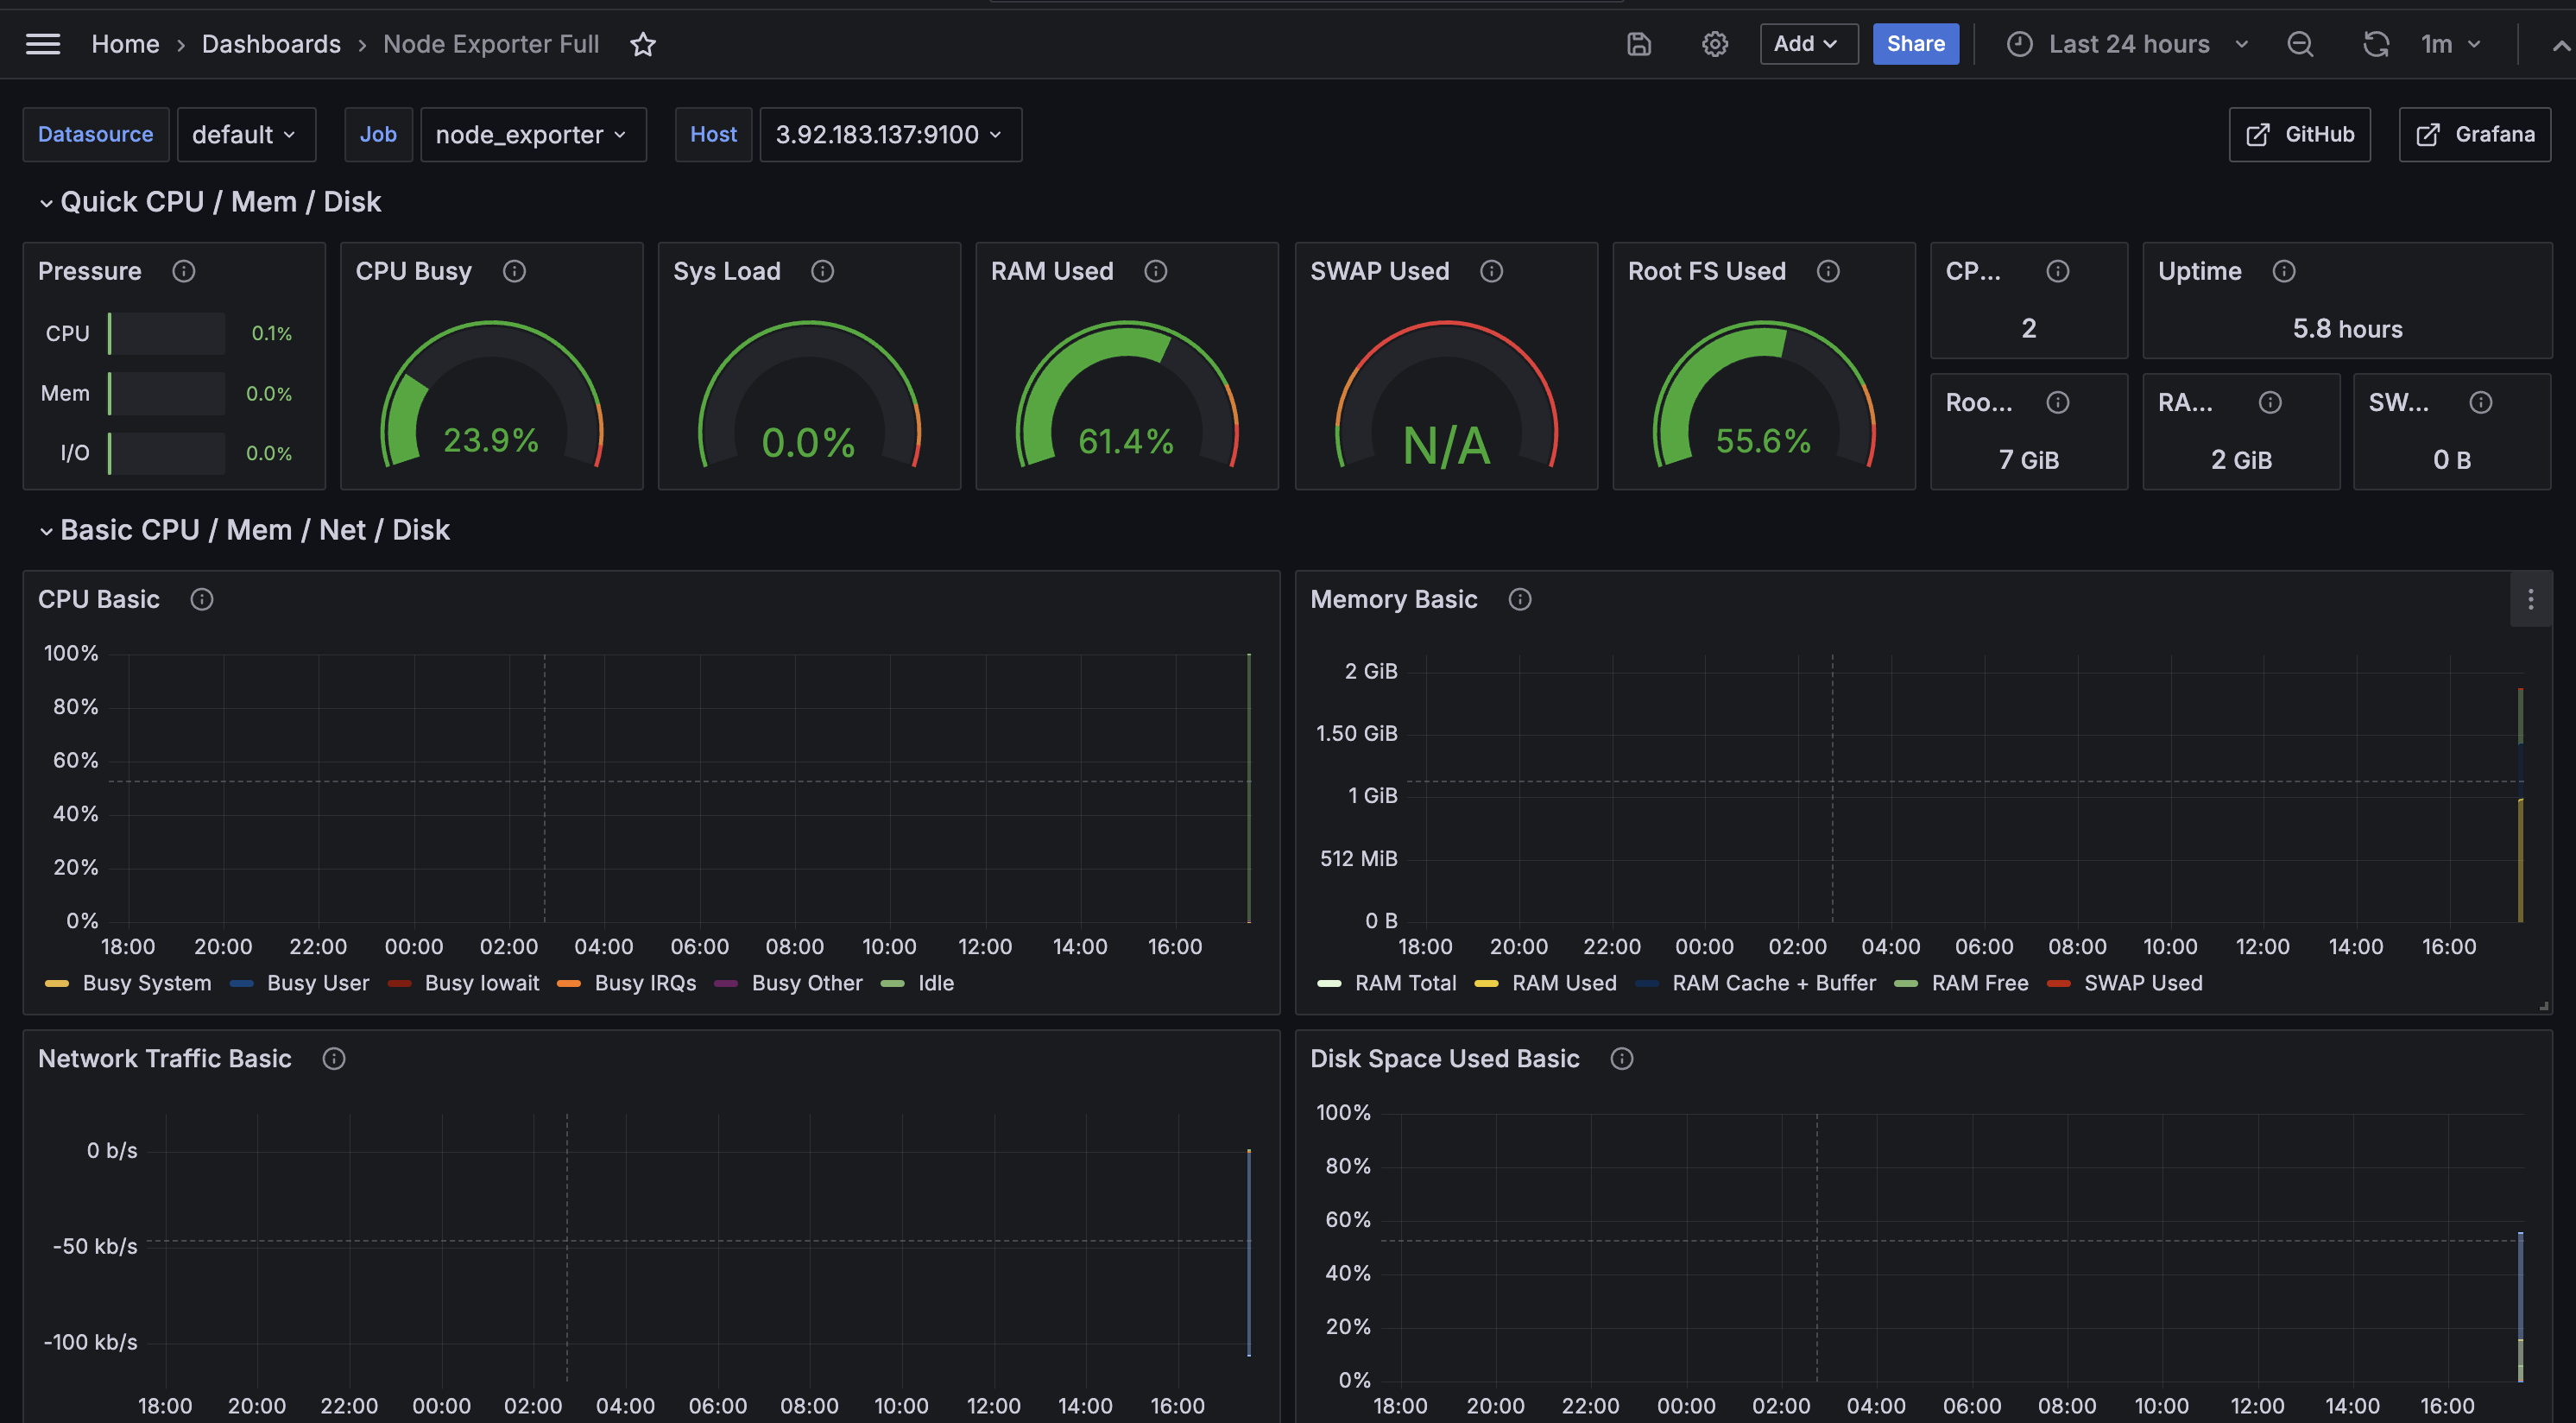 Home › Dashboards › Node Exporter Full
Add
Share
Last 24 hours
1m
Datasource default
Job node_exporter
Host 3.92.183.137:9100
GitHub
Grafana
Quick CPU / Mem / Disk
Pressure
CPU 0.1%
Mem 0.0%
I/O 0.0%
CPU Busy
23.9%
Sys Load
0.0%
RAM Used
61.4%
SWAP Used
N/A
Root FS Used
55.6%
CP...
2
Uptime
5.8 hours
Roo...
7 GiB
RA...
2 GiB
SW...
0 B
Basic CPU / Mem / Net / Disk
CPU Basic
100%
80%
60%
40%
20%
0%
18:00 20:00 22:00 00:00 02:00 04:00 06:00 08:00 10:00 12:00 14:00 16:00
Busy System Busy User Busy Iowait Busy IRQs Busy Other Idle
Memory Basic
2 GiB
1.50 GiB
1 GiB
512 MiB
0 B
18:00 20:00 22:00 00:00 02:00 04:00 06:00 08:00 10:00 12:00 14:00 16:00
RAM Total RAM Used RAM Cache + Buffer RAM Free SWAP Used
Network Traffic Basic
0 b/s
-50 kb/s
-100 kb/s
18:00 20:00 22:00 00:00 02:00 04:00 06:00 08:00 10:00 12:00 14:00 16:00
Disk Space Used Basic
100%
80%
60%
40%
20%
0%
18:00 20:00 22:00 00:00 02:00 04:00 06:00 08:00 10:00 12:00 14:00 16:00